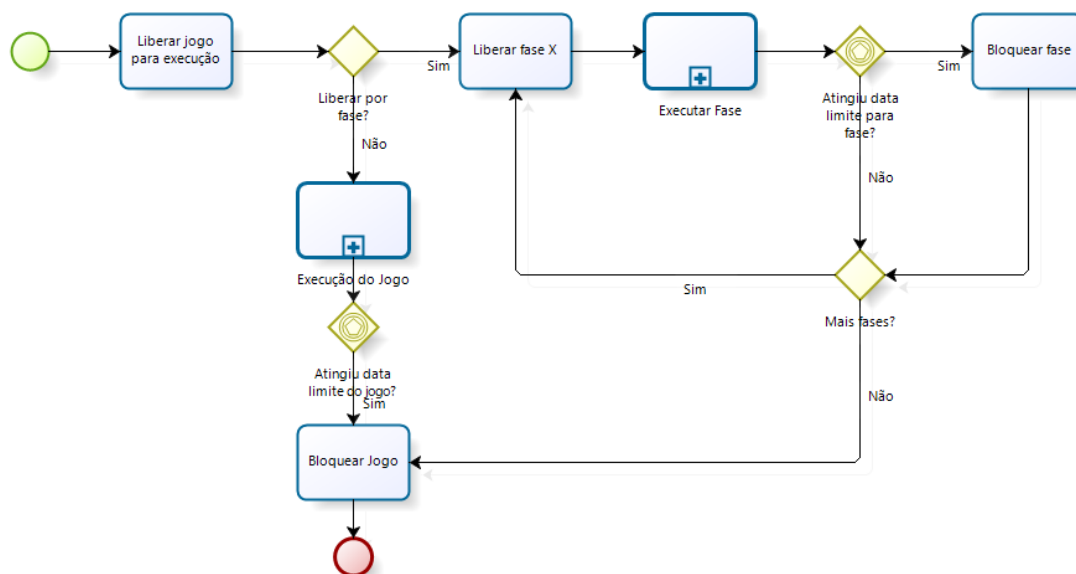 Liberar jogo
para execução
Liberar por
fase?
Sim
Não
Liberar fase X
Executar Fase
Atingiu data
limite para
fase?
Sim
Não
Bloquear fase
Mais fases?
Sim
Não
Execução do Jogo
Atingiu data
limite do jogo?
Sim
Bloquear Jogo